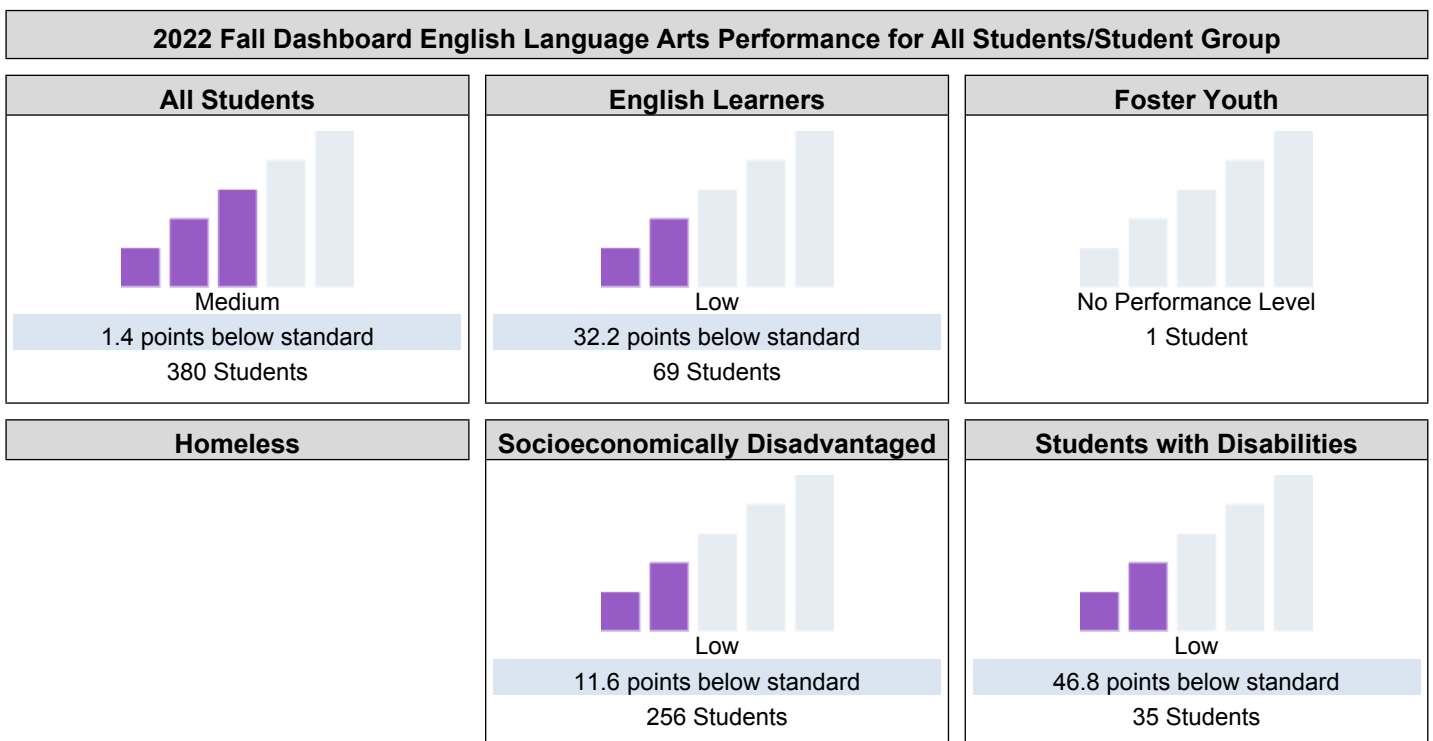 2022 Fall Dashboard English Language Arts Performance for All Students/Student Group
All Students
Medium
1.4 points below standard
380 Students
English Learners
Low
32.2 points below standard
69 Students
Foster Youth
No Performance Level
1 Student
Homeless
Socioeconomically Disadvantaged
Low
11.6 points below standard
256 Students
Students with Disabilities
Low
46.8 points below standard
35 Students